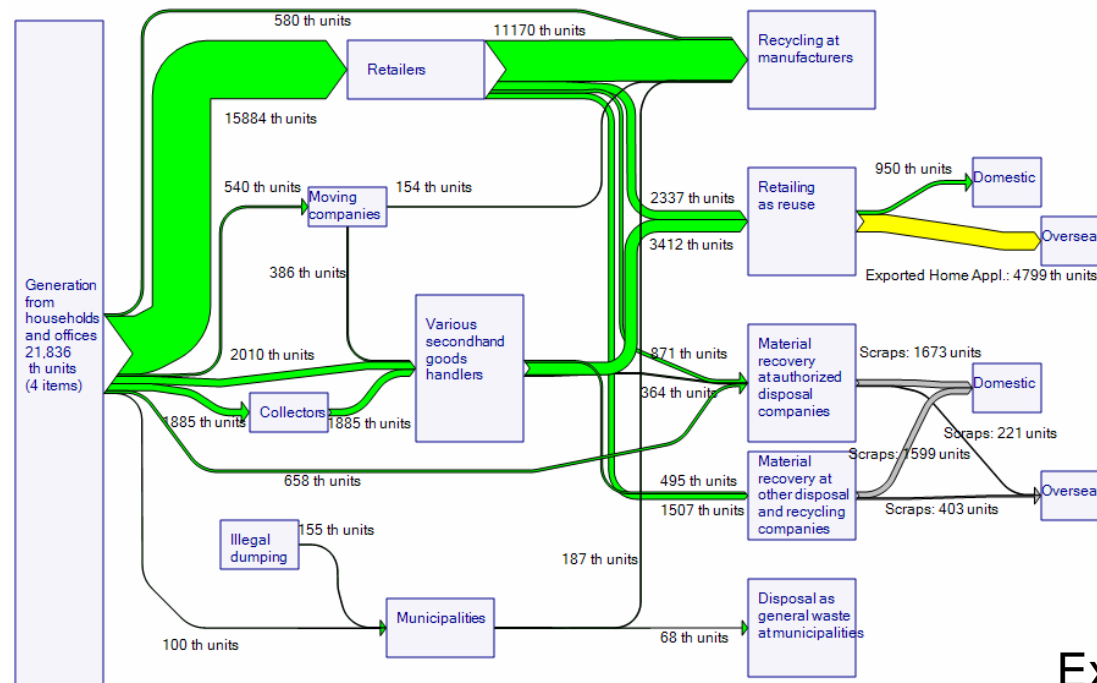 580 th units
11170 th units
Recycling at
manufacturers
Retailers
15884 th units
950 th units
Domestic
540 th units
154 th units
Moving
companies
2337 th units
Retailing
as reuse
3412 th units
Oversea
Exported Home Appl.: 4799 th units
386 th units
Generation
from
households
and offices
21,836
th units
(4 items)
Various
secondhand
goods
handlers
2010 th units
871 th units
Material
recovery
at authorized
disposal
companies
Scraps: 1673 units
364 th units
Domestic
Collectors
1885 th units
1885 th units
Scraps: 221 units
Scraps: 1599 units
658 th units
495 th units
Material
recovery at
other disposal
and recycling
companies
1507 th units
Oversea
Scraps: 403 units
155 th units
Illegal
dumping
187 th units
Municipalities
Disposal as
general waste
at municipalities
100 th units
68 th units
Ex